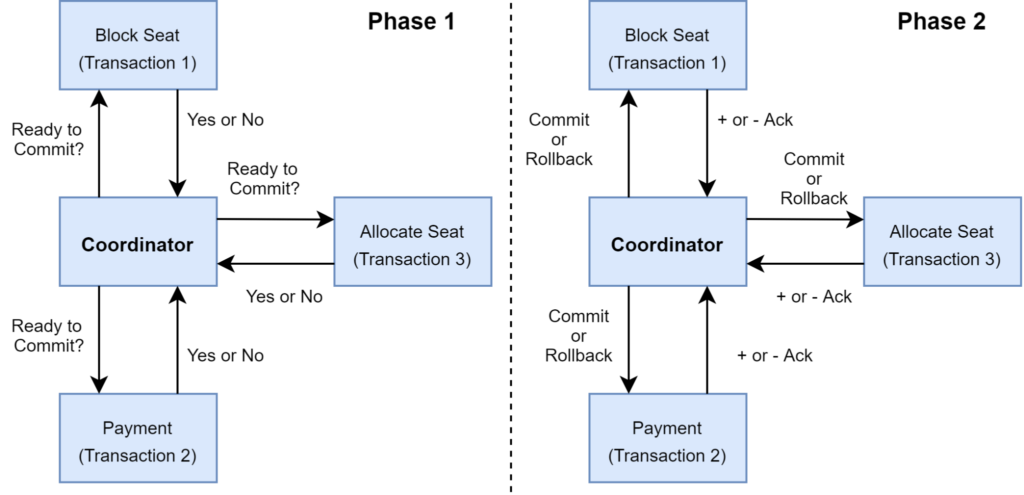 Phase 1
Block Seat
(Transaction 1)
Ready to
Commit?
Yes or No
Ready to
Commit?
Coordinator
Allocate Seat
(Transaction 3)
Yes or No
Ready to
Commit?
Yes or No
Payment
(Transaction 2)
Phase 2
Block Seat
(Transaction 1)
Commit
or
Rollback
+ or - Ack
Commit
or
Rollback
Coordinator
Allocate Seat
(Transaction 3)
+ or - Ack
Commit
or
Rollback
+ or - Ack
Payment
(Transaction 2)